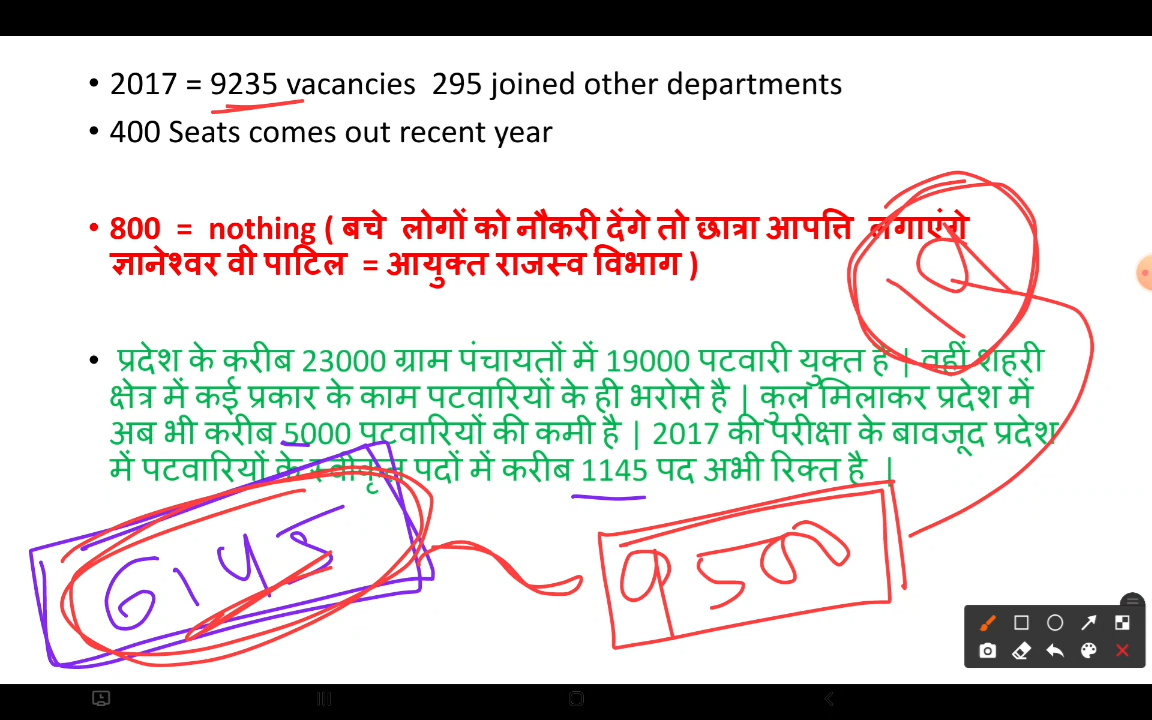 • 2017 = 9235 vacancies 295 joined other departments
• 400 Seats comes out recent year
• 800 = nothing ( बचे लोगों को नौकरी देंगे तो छात्रा आपत्ति लगाएंगे
ज्ञानेश्वर वी पाटिल = आयुक्त राजस्व विभाग )
• प्रदेश के करीब 23000 ग्राम पंचायतों में 19000 पटवारी युक्त है | वहीं शहरी
क्षेत्र में कई प्रकार के काम पटवारियों के ही भरोसे है | कुल मिलाकर प्रदेश में
अब भी करीब 5000 पटवारियों की कमी है | 2017 की परीक्षा के बावजूद प्रदेश
में पटवारियों के स्वीकृत पदों में करीब 1145 पद अभी रिक्त है |
6145 9500